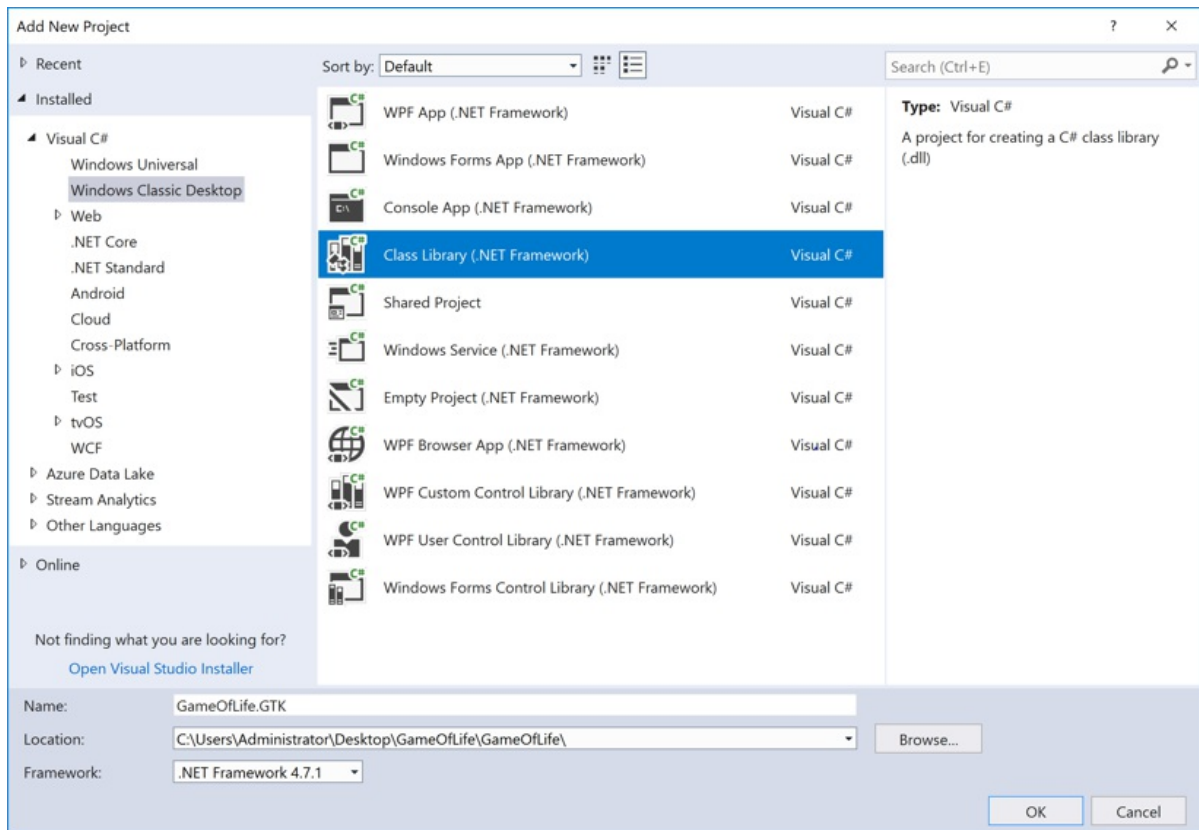 Add New Project
?
Recent
Installed
Visual C#
Windows Universal
Windows Classic Desktop
Web
.NET Core
.NET Standard
Android
Cloud
Cross-Platform
iOS
Test
tvOS
WCF
Azure Data Lake
Stream Analytics
Other Languages
Online
Not finding what you are looking for?
Open Visual Studio Installer
Sort by: Default
WPF App (.NET Framework) Visual C#
Windows Forms App (.NET Framework) Visual C#
Console App (.NET Framework) Visual C#
Class Library (.NET Framework) Visual C#
Shared Project Visual C#
Windows Service (.NET Framework) Visual C#
Empty Project (.NET Framework) Visual C#
WPF Browser App (.NET Framework) Visual C#
WPF Custom Control Library (.NET Framework) Visual C#
WPF User Control Library (.NET Framework) Visual C#
Windows Forms Control Library (.NET Framework) Visual C#
Search (Ctrl+E)
Type: Visual C#
A project for creating a C# class library
(.dll)
Name: GameOfLife.GTK
Location: C:\Users\Administrator\Desktop\GameOfLife\GameOfLife\
Browse...
Framework: .NET Framework 4.7.1
OK Cancel